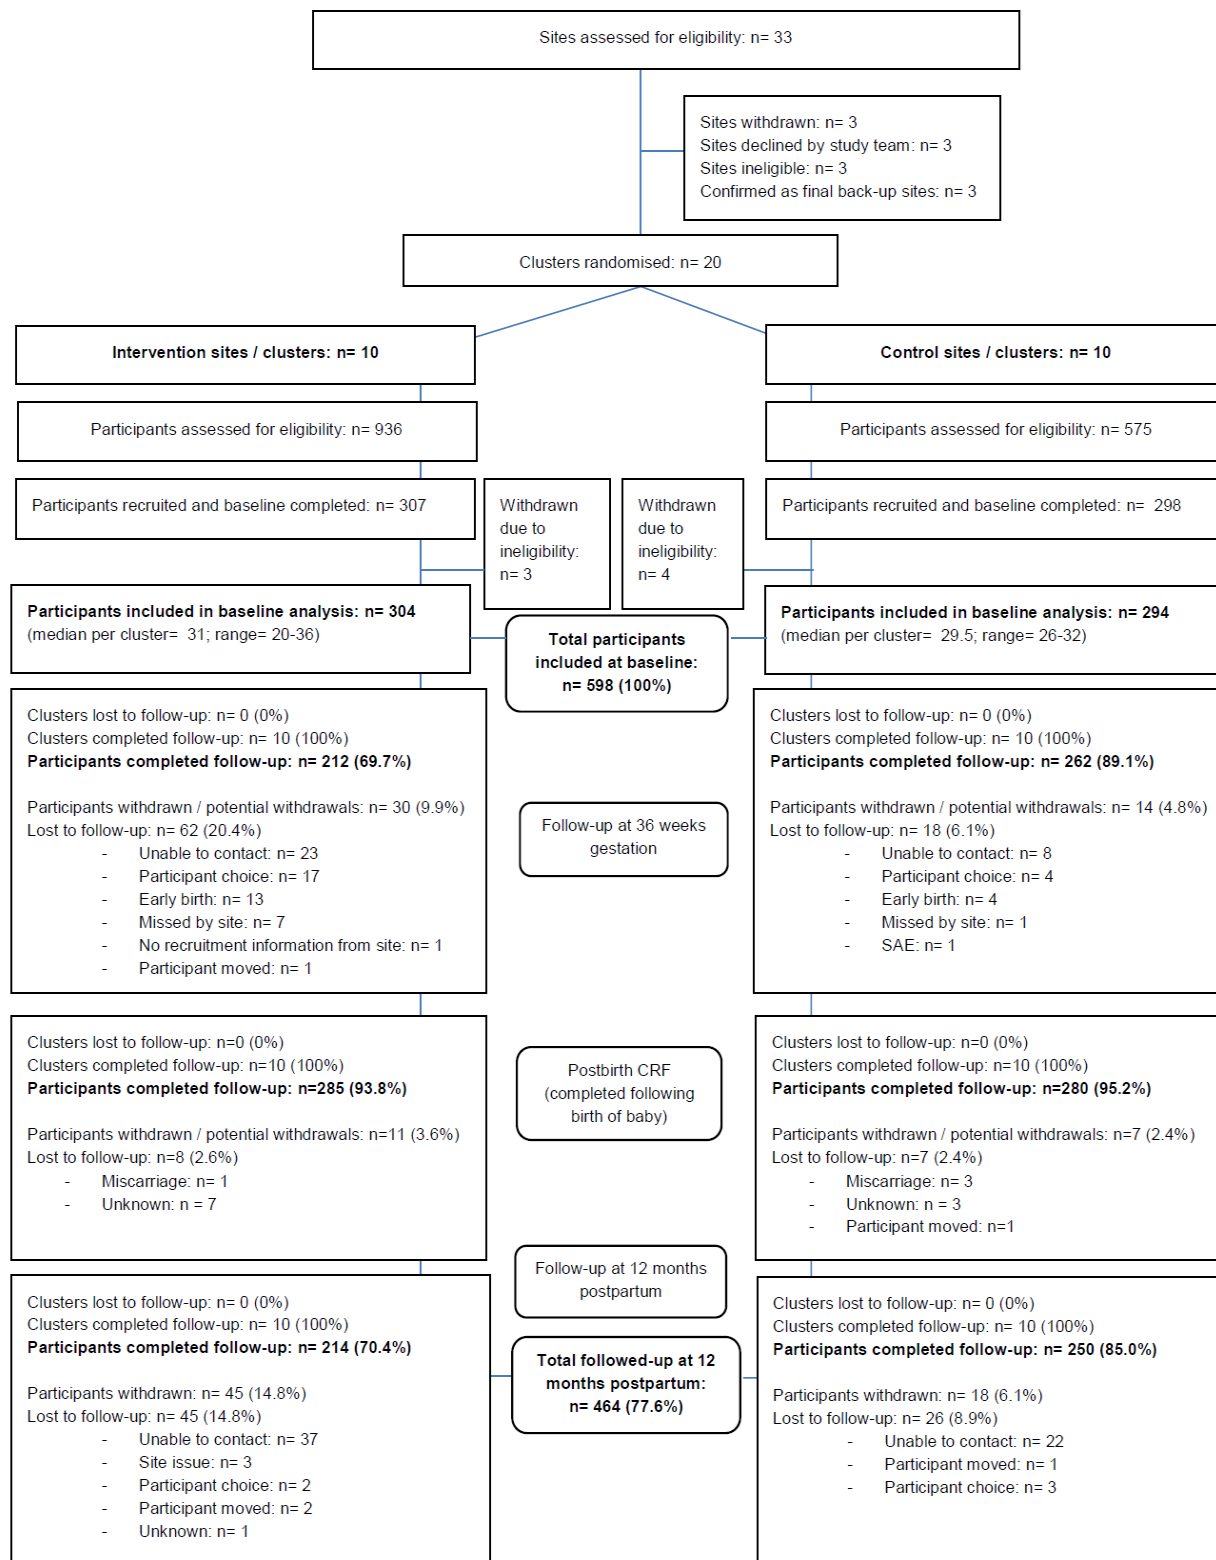 Sites assessed for eligibility: n= 33
Sites withdrawn: n= 3
Sites declined by study team: n= 3
Sites ineligible: n= 3
Confirmed as final back-up sites: n= 3
Clusters randomised: n= 20
Intervention sites / clusters: n= 10
Control sites / clusters: n= 10
Participants assessed for eligibility: n= 936
Participants assessed for eligibility: n= 575
Participants recruited and baseline completed: n= 307
Withdrawn
due to
ineligibility:
n= 3
Withdrawn
due to
ineligibility:
n= 4
Participants recruited and baseline completed: n=  298
Participants included in baseline analysis: n= 304
(median per cluster=  31; range= 20-36)
Total participants
included at baseline:
n= 598 (100%)
Participants included in baseline analysis: n= 294
(median per cluster=  29.5; range= 26-32)
Clusters lost to follow-up: n= 0 (0%)
Clusters completed follow-up: n= 10 (100%)
Participants completed follow-up: n= 212 (69.7%)
Participants withdrawn / potential withdrawals: n= 30 (9.9%)
Lost to follow-up: n= 62 (20.4%)
- Unable to contact: n= 23
- Participant choice: n= 17
- Early birth: n= 13
- Missed by site: n= 7
- No recruitment information from site: n= 1
- Participant moved: n= 1
Follow-up at 36 weeks
gestation
Clusters lost to follow-up: n= 0 (0%)
Clusters completed follow-up: n= 10 (100%)
Participants completed follow-up: n= 262 (89.1%)
Participants withdrawn / potential withdrawals: n= 14 (4.8%)
Lost to follow-up: n= 18 (6.1%)
- Unable to contact: n= 8
- Participant choice: n= 4
- Early birth: n= 4
- Missed by site: n= 1
- SAE: n= 1
Clusters lost to follow-up: n=0 (0%)
Clusters completed follow-up: n=10 (100%)
Participants completed follow-up: n=285 (93.8%)
Participants withdrawn / potential withdrawals: n=11 (3.6%)
Lost to follow-up: n=8 (2.6%)
- Miscarriage: n= 1
- Unknown: n = 7
Postbirth CRF
(completed following
birth of baby)
Clusters lost to follow-up: n=0 (0%)
Clusters completed follow-up: n=10 (100%)
Participants completed follow-up: n=280 (95.2%)
Participants withdrawn / potential withdrawals: n=7 (2.4%)
Lost to follow-up: n=7 (2.4%)
- Miscarriage: n= 3
- Unknown: n = 3
- Participant moved: n=1
Follow-up at 12 months
postpartum
Clusters lost to follow-up: n= 0 (0%)
Clusters completed follow-up: n= 10 (100%)
Participants completed follow-up: n= 214 (70.4%)
Participants withdrawn: n= 45 (14.8%)
Lost to follow-up: n= 45 (14.8%)
- Unable to contact: n= 37
- Site issue: n= 3
- Participant choice: n= 2
- Participant moved: n= 2
- Unknown: n= 1
Total followed-up at 12
months postpartum:
n= 464 (77.6%)
Clusters lost to follow-up: n= 0 (0%)
Clusters completed follow-up: n= 10 (100%)
Participants completed follow-up: n= 250 (85.0%)
Participants withdrawn: n= 18 (6.1%)
Lost to follow-up: n= 26 (8.9%)
- Unable to contact: n= 22
- Participant moved: n= 1
- Participant choice: n= 3